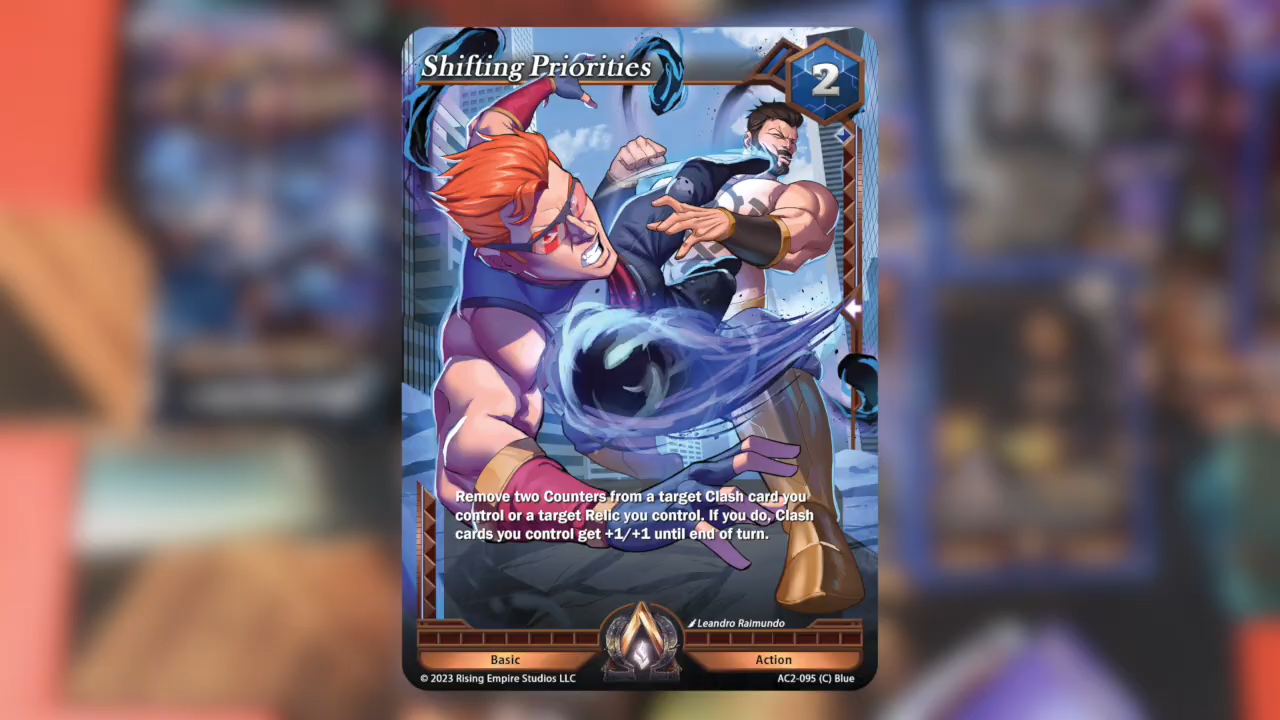 Shifting Priorities
2
Remove two Counters from a target Clash card you
control or a target Relic you control. If you do, Clash
cards you control get +1/+1 until end of turn.
Leandro Raimundo
Basic
Action
© 2023 Rising Empire Studios LLC
AC2-095 (C) Blue